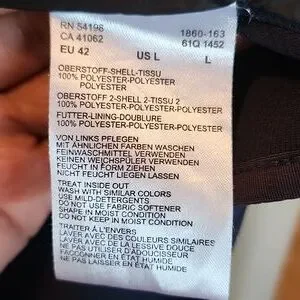 RN 54196 1860-163
CA 41062 61Q 1452
EU 42 US L L
OBERSTOFF-SHELL-TISSU
100% POLYESTER-POLYESTER
POLYESTER
OBERSTOFF 2-SHELL 2-TISSU 2
100% POLYESTER-POLYESTER-POLYESTER
FUTTER-LINING-DOUBLURE
100% POLYESTER-POLYESTER-POLYESTER
VON LINKS PFLEGEN
MIT ÄHNLICHEN FARBEN WASCHEN
FEINWASCHMITTEL VERWENDEN
KEINEN WEICHSPÜLER VERWENDEN
FEUCHT IN FORM ZIEHEN
NICHT FEUCHT LIEGEN LASSEN
TREAT INSIDE OUT
WASH WITH SIMILAR COLORS
USE MILD-DETERGENTS
DO NOT USE FABRIC SOFTENER
SHAPE IN MOIST CONDITION
DO NOT KEEP IN MOIST CONDITION
TRAITER À L'ENVERS
LAVER AVEC DES COULEURS SIMILAIRES
LAVER AVEC DE LA LESSIVE DOUCE
NE PAS UTILISER D'ADOUCISSEUR
FACONNER EN ÉTAT HUMIDE
NE PAS LAISSER EN ÉTAT HUMIDE